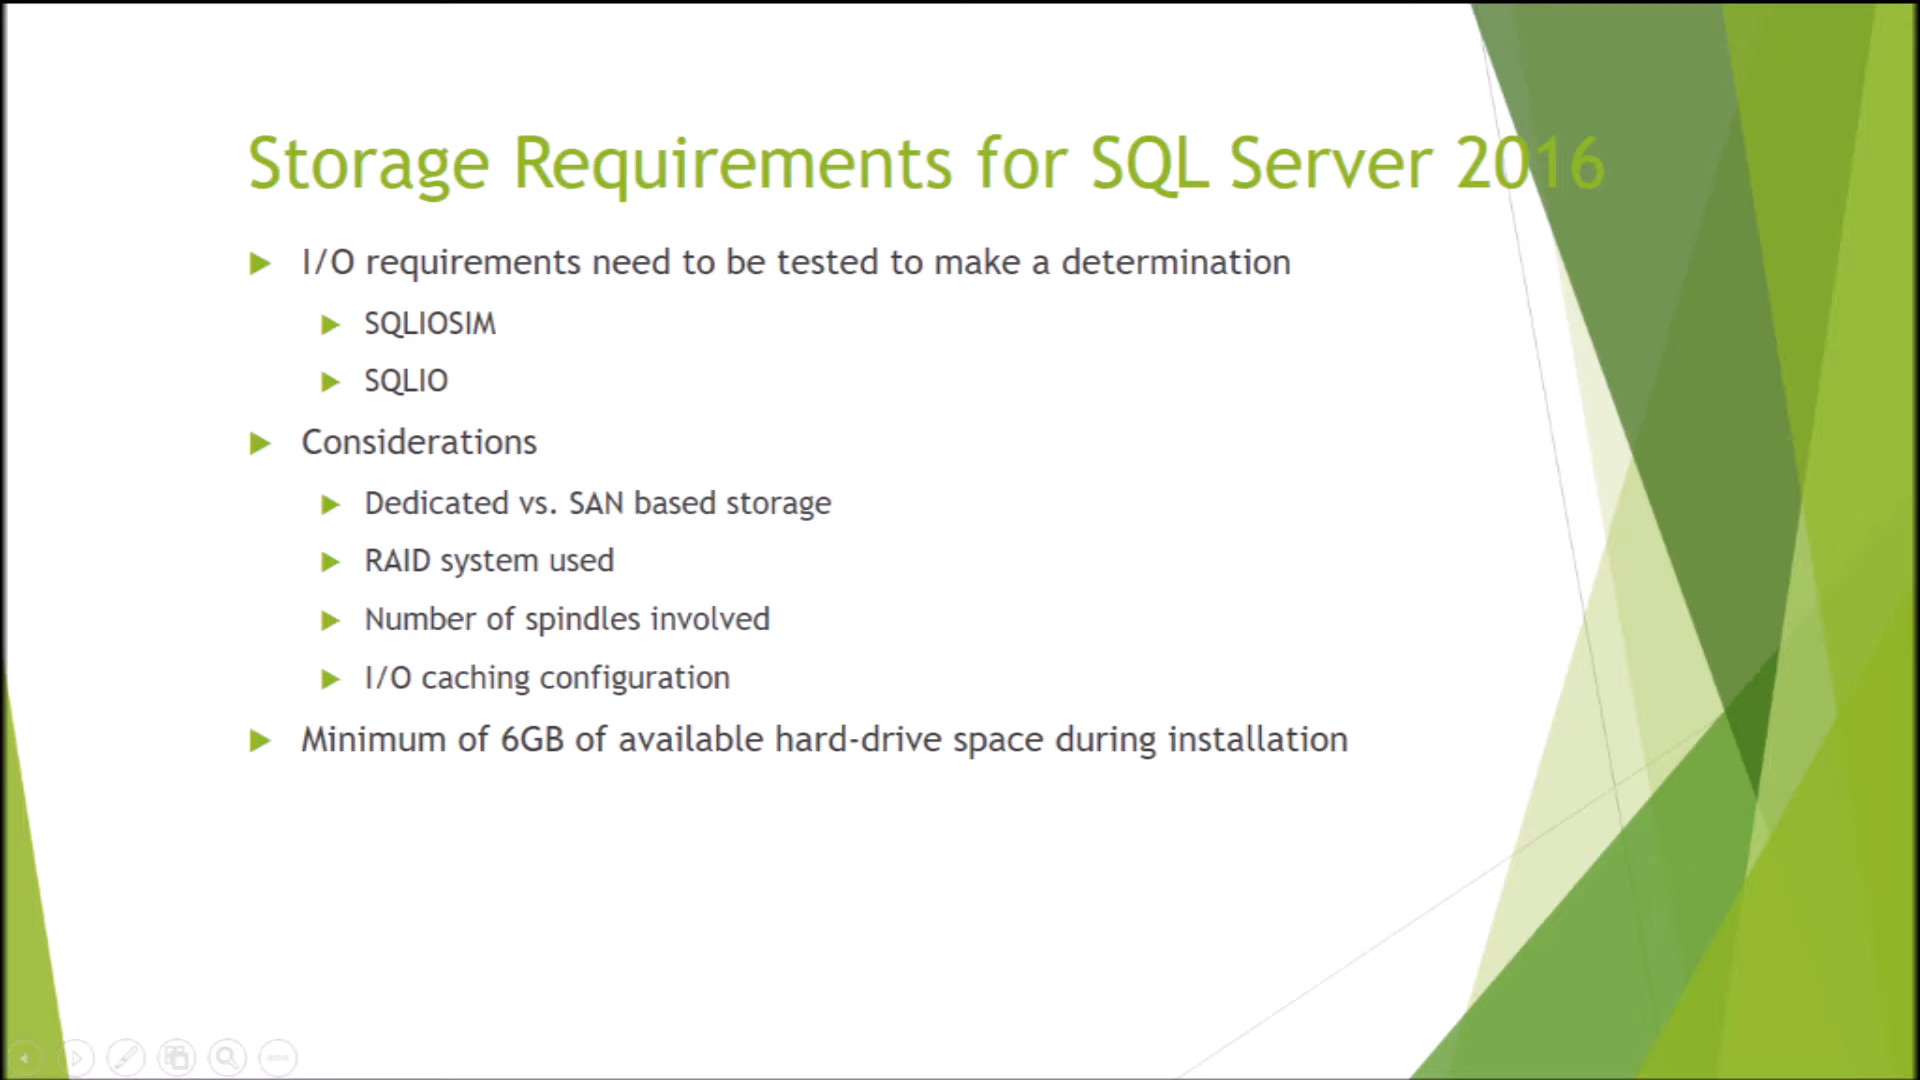 Storage Requirements for SQL Server 2016
I/O requirements need to be tested to make a determination
SQLIOSIM
SQLIO
Considerations
Dedicated vs. SAN based storage
RAID system used
Number of spindles involved
I/O caching configuration
Minimum of 6GB of available hard-drive space during installation